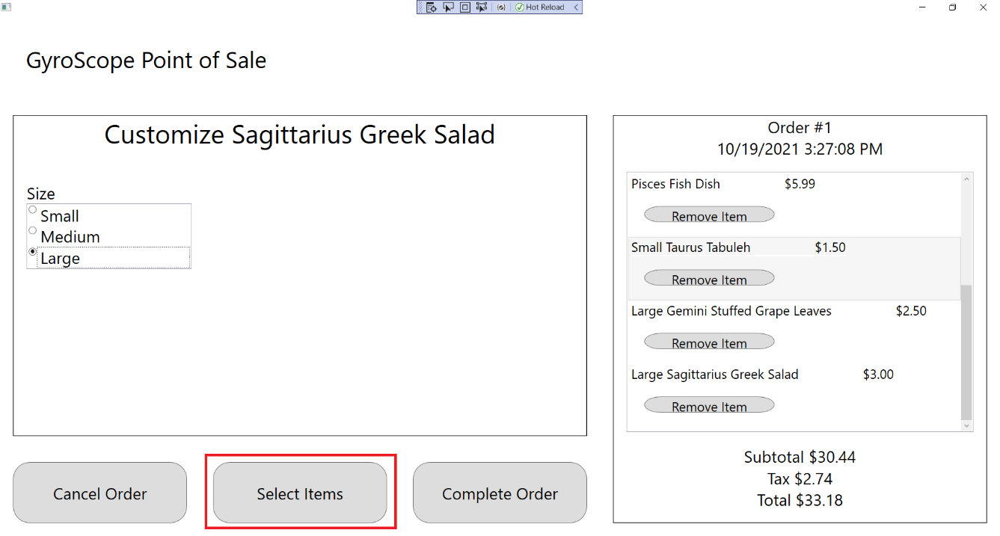 Hot Reload
GyroScope Point of Sale
Customize Sagittarius Greek Salad
Size
Small
Medium
Large
Cancel Order
Select Items
Complete Order
Order #1
10/19/2021 3:27:08 PM
Pisces Fish Dish $5.99
Remove Item
Small Taurus Tabuleh $1.50
Remove Item
Large Gemini Stuffed Grape Leaves $2.50
Remove Item
Large Sagittarius Greek Salad $3.00
Remove Item
Subtotal $30.44
Tax $2.74
Total $33.18